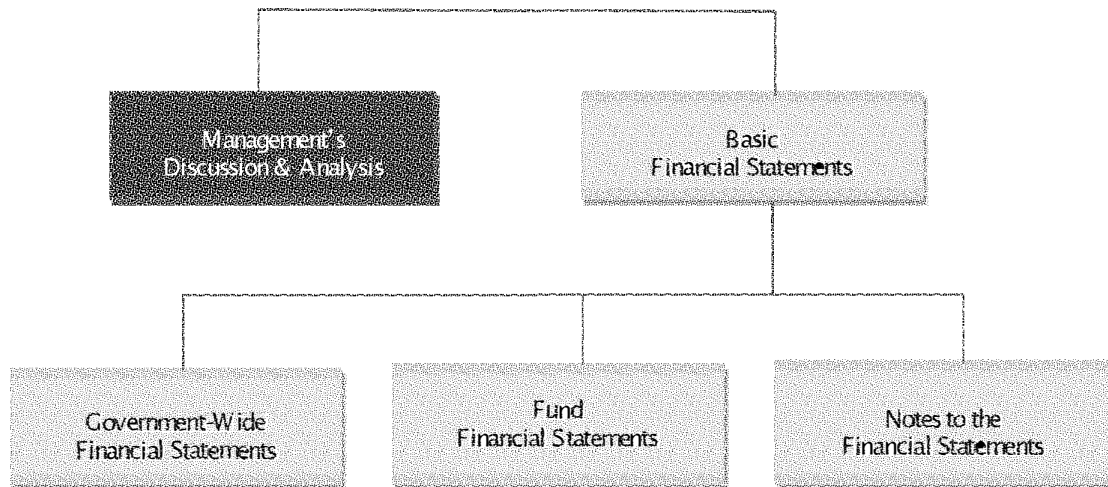 Management's
Discussion & Analysis
Basic
Financial Statements
Government-Wide
Financial Statements
Fund
Financial Statements
Notes to the
Financial Statements